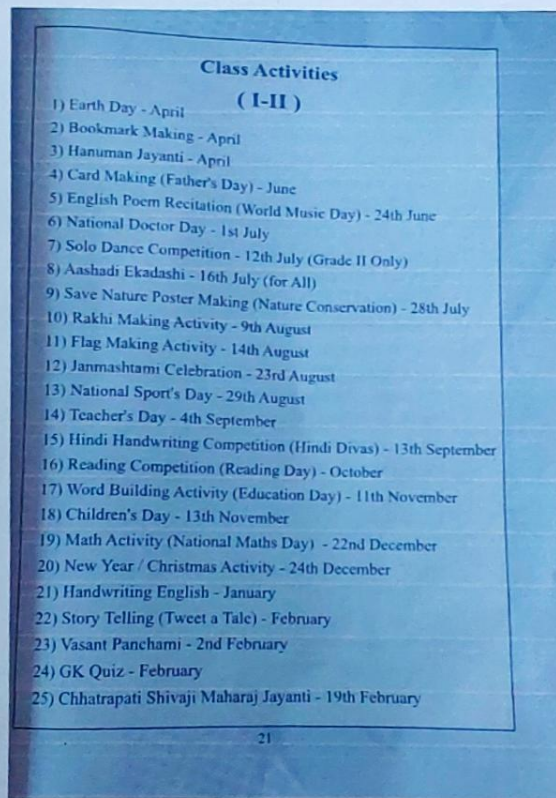 Class Activities
( I-II )
1) Earth Day - April
2) Bookmark Making - April
3) Hanuman Jayanti - April
4) Card Making (Father's Day) - June
5) English Poem Recitation (World Music Day) - 24th June
6) National Doctor Day - 1st July
7) Solo Dance Competition - 12th July (Grade II Only)
8) Aashadi Ekadashi - 16th July (for All)
9) Save Nature Poster Making (Nature Conservation) - 28th July
10) Rakhi Making Activity - 9th August
11) Flag Making Activity - 14th August
12) Janmashtami Celebration - 23rd August
13) National Sport's Day - 29th August
14) Teacher's Day - 4th September
15) Hindi Handwriting Competition (Hindi Divas) - 13th September
16) Reading Competition (Reading Day) - October
17) Word Building Activity (Education Day) - 11th November
18) Children's Day - 13th November
19) Math Activity (National Maths Day) - 22nd December
20) New Year / Christmas Activity - 24th December
21) Handwriting English - January
22) Story Telling (Tweet a Tale) - February
23) Vasant Panchami - 2nd February
24) GK Quiz - February
25) Chhatrapati Shivaji Maharaj Jayanti - 19th February
21